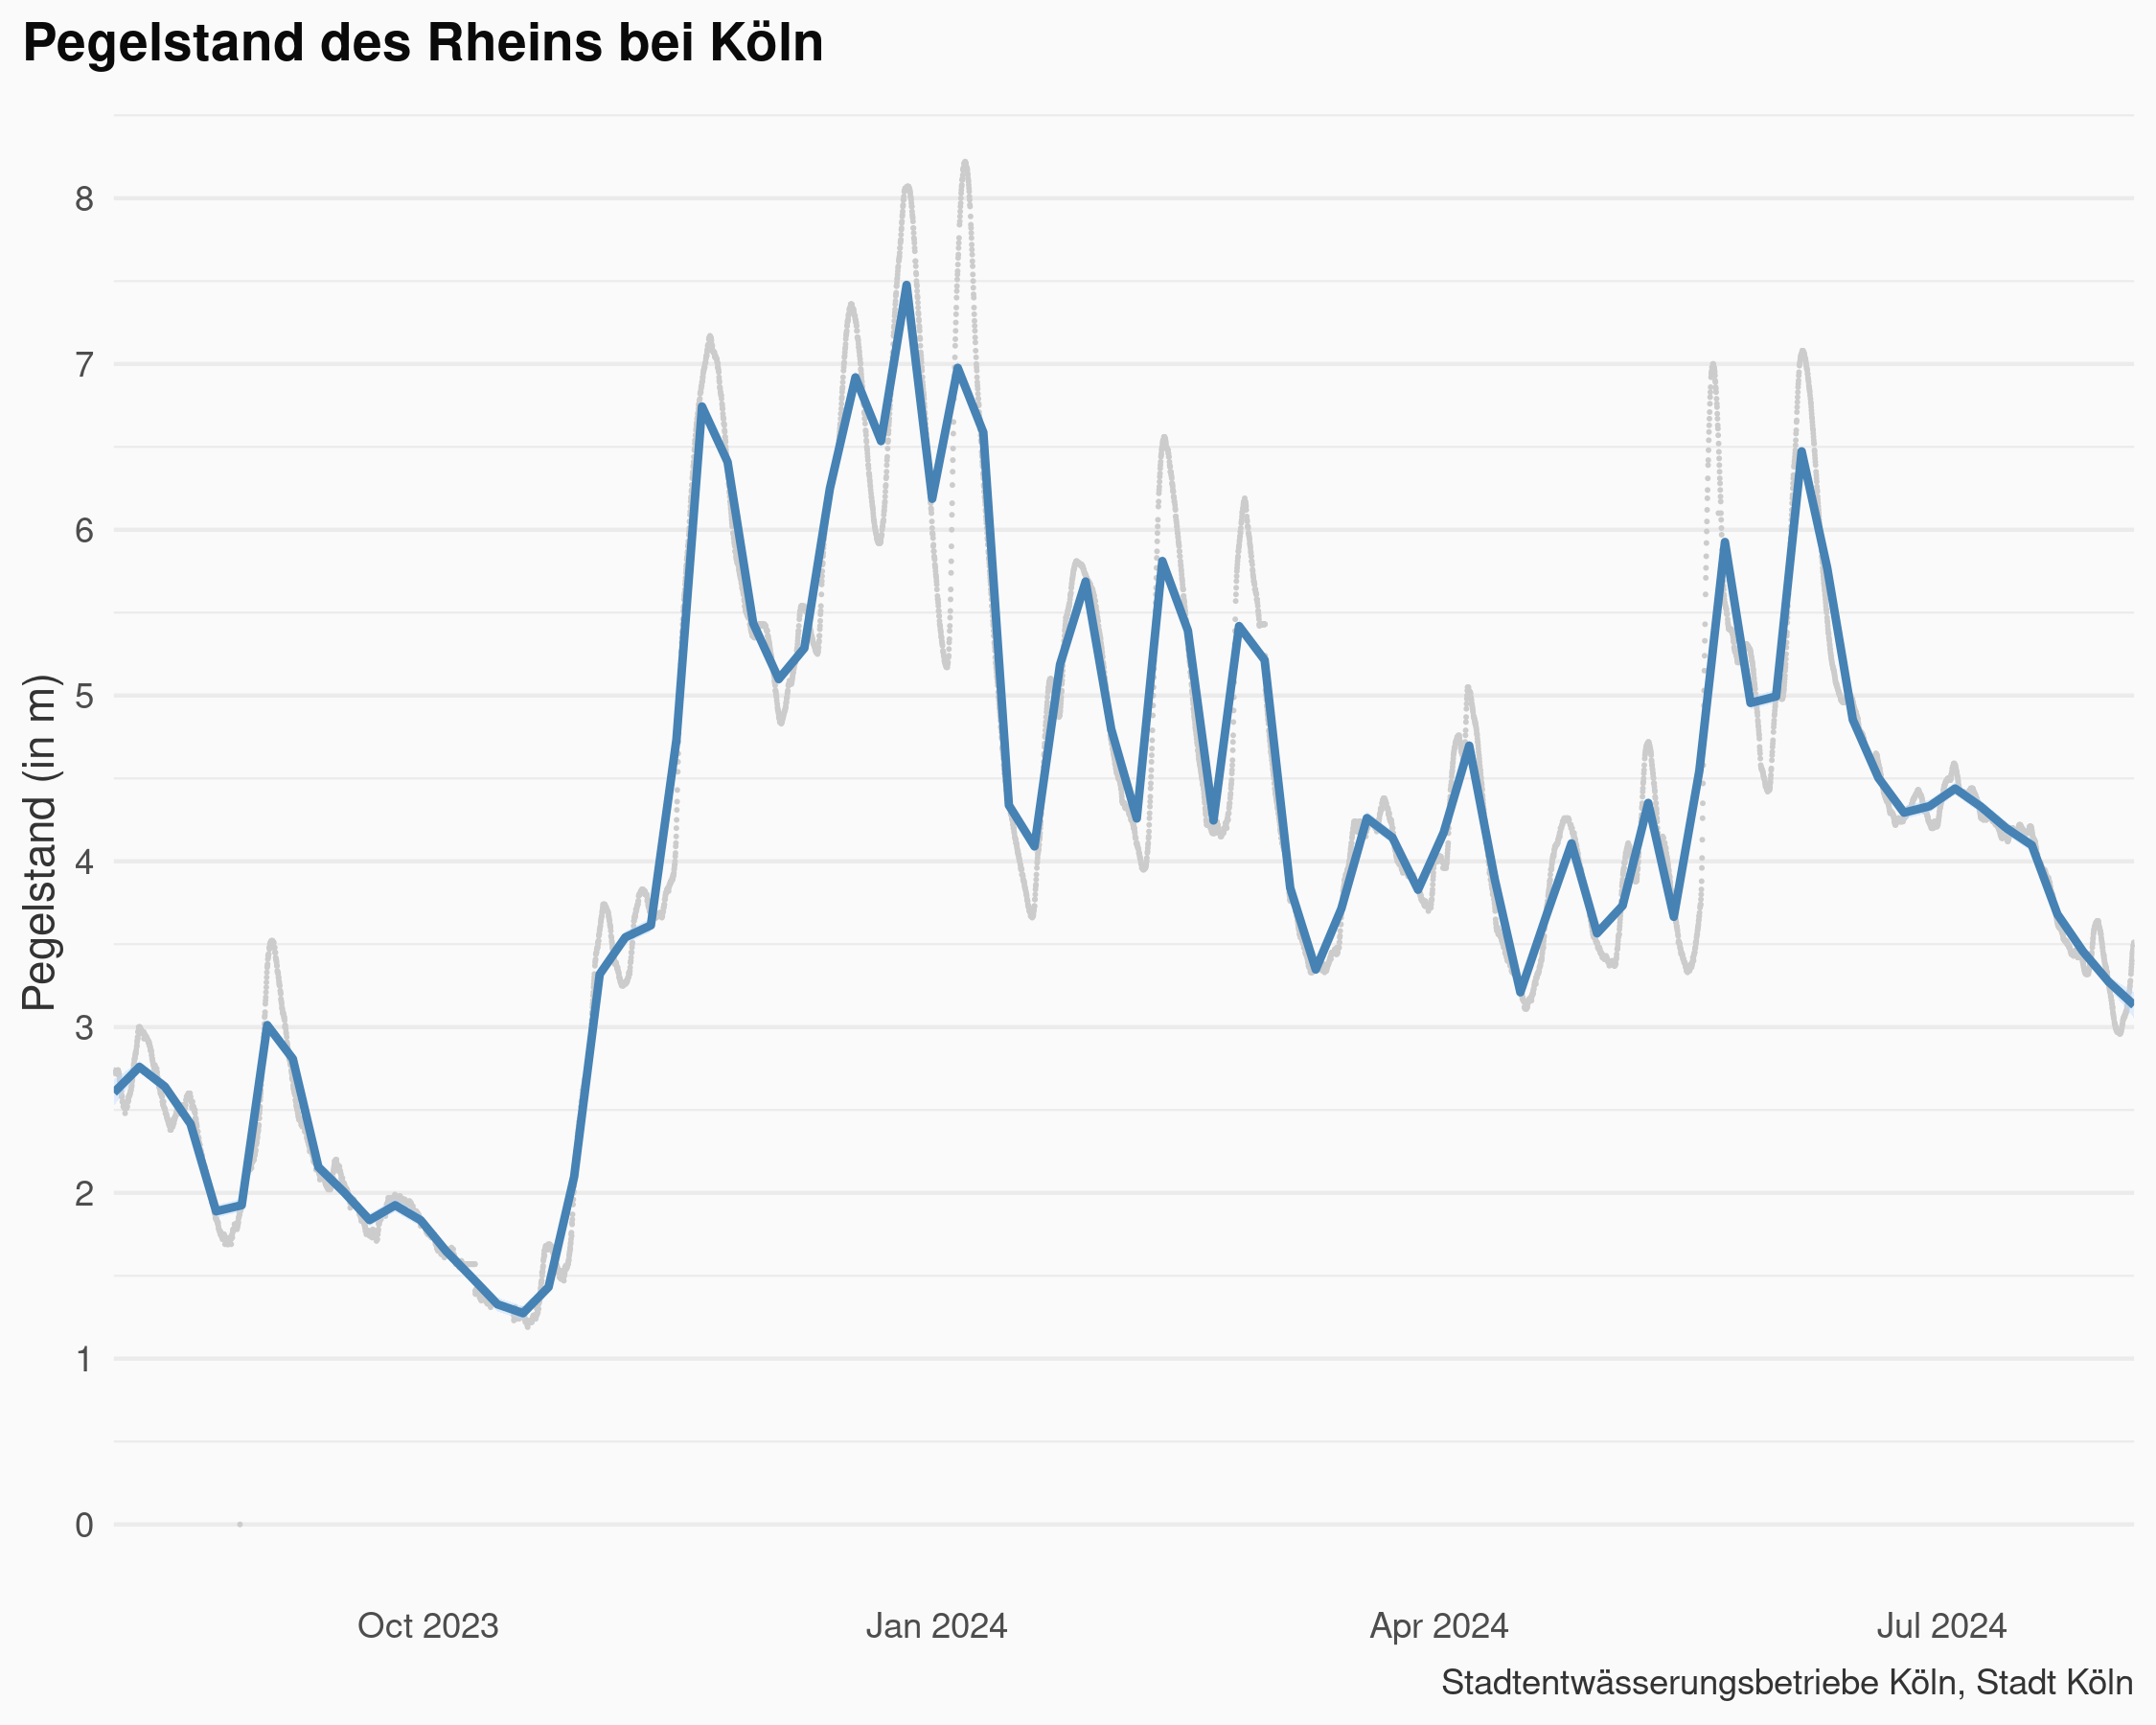 Pegelstand des Rheins bei Köln
Pegelstand (in m)
8
7
6
5
4
3
2
1
0
Oct 2023 Jan 2024 Apr 2024 Jul 2024
Stadtentwässerungsbetriebe Köln, Stadt Köln